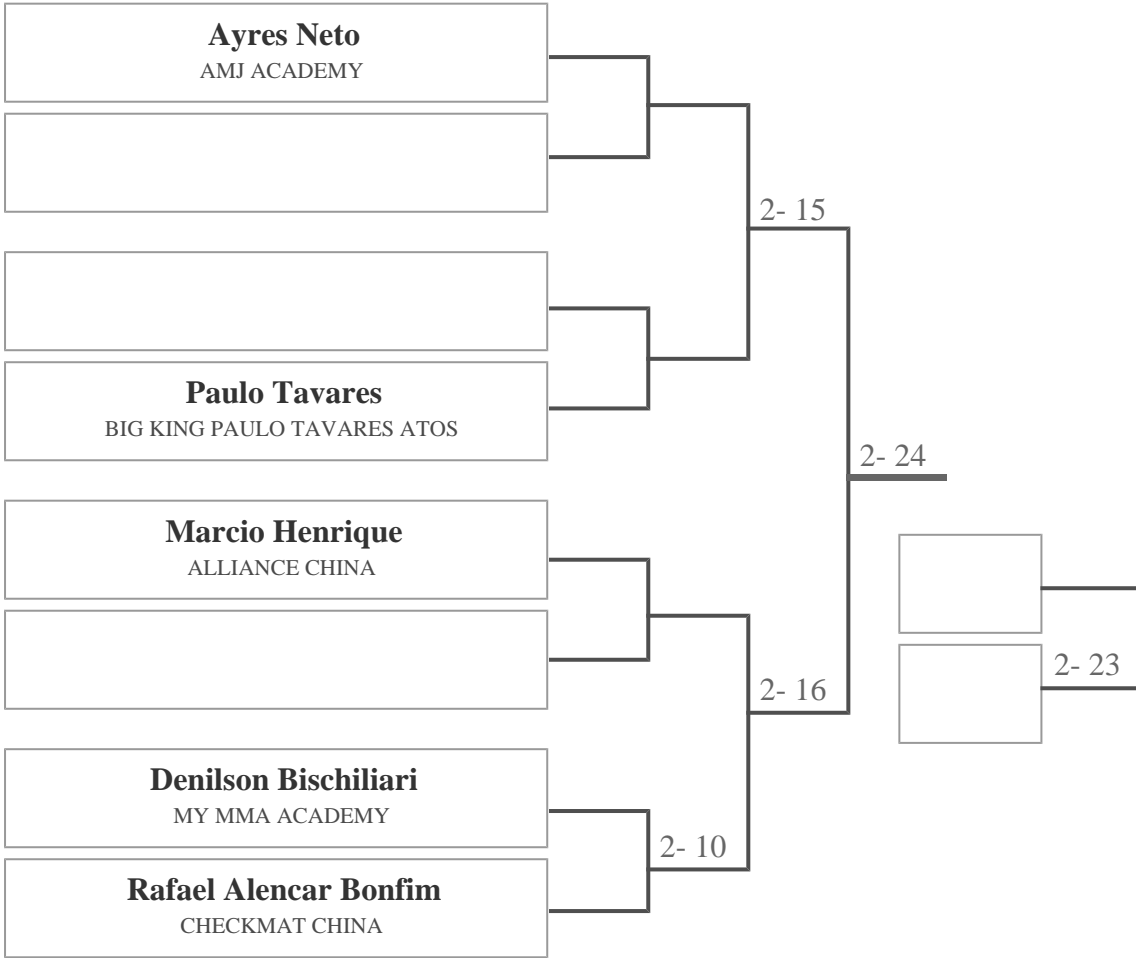 Ayres Neto
AMJ ACADEMY
2- 15
Paulo Tavares
BIG KING PAULO TAVARES ATOS
2- 24
Marcio Henrique
ALLIANCE CHINA
2- 23
2- 16
Denilson Bischiliari
MY MMA ACADEMY
2- 10
Rafael Alencar Bonfim
CHECKMAT CHINA